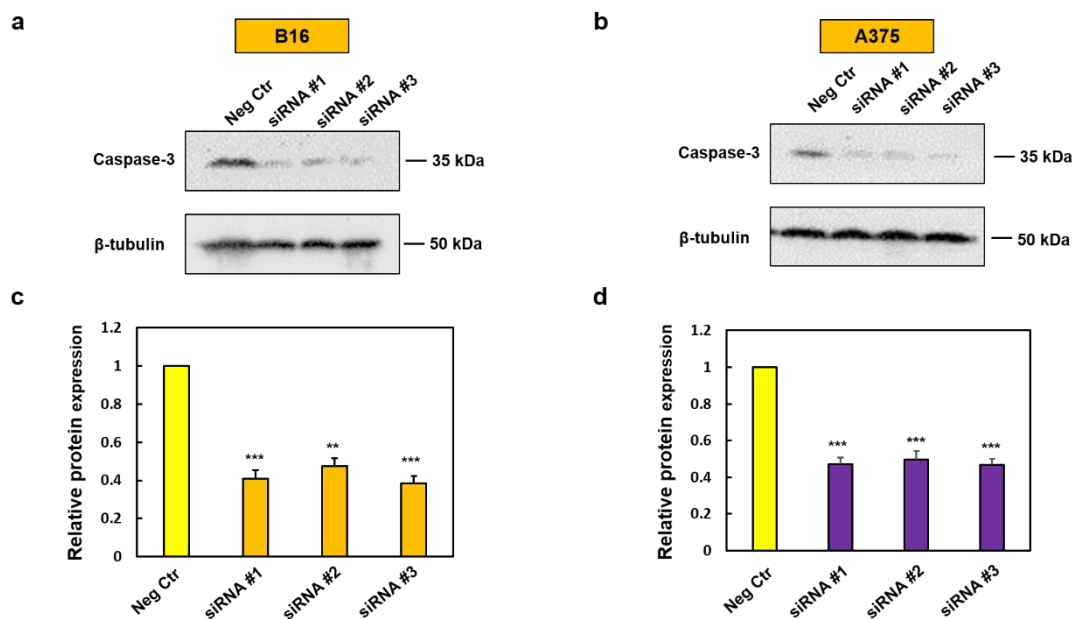 a
B16
Neg Ctr
siRNA #1
siRNA #2
siRNA #3
Caspase-3
35 kDa
β-tubulin
50 kDa
b
A375
Neg Ctr
siRNA #1
siRNA #2
siRNA #3
Caspase-3
35 kDa
β-tubulin
50 kDa
c
Relative protein expression
1.2
1
0.8
0.6
0.4
0.2
0
***
**
***
Neg Ctr
siRNA #1
siRNA #2
siRNA #3
d
Relative protein expression
1.2
1
0.8
0.6
0.4
0.2
0
***
***
***
Neg Ctr
siRNA #1
siRNA #2
siRNA #3